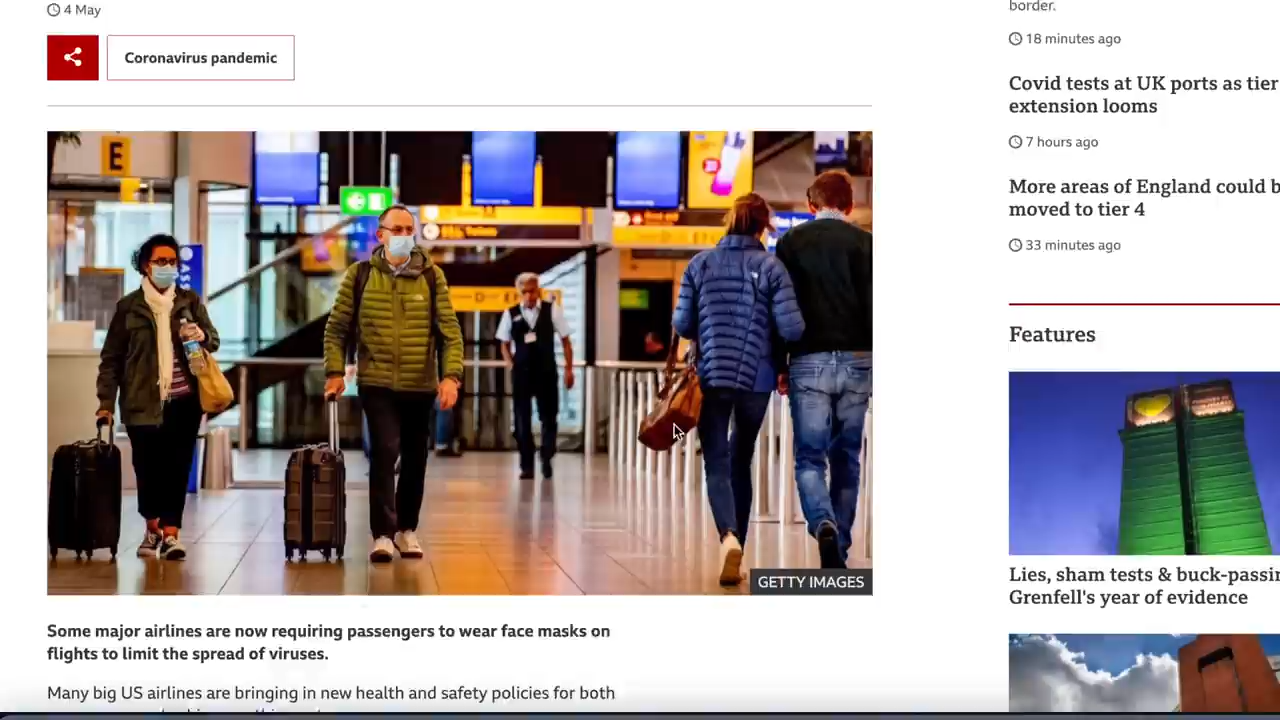 4 May
Coronavirus pandemic
E
GETTY IMAGES
Some major airlines are now requiring passengers to wear face masks on
flights to limit the spread of viruses.
Many big US airlines are bringing in new health and safety policies for both
border.
18 minutes ago
Covid tests at UK ports as tier
extension looms
7 hours ago
More areas of England could b
moved to tier 4
33 minutes ago
Features
Lies, sham tests & buck-passi
Grenfell's year of evidence